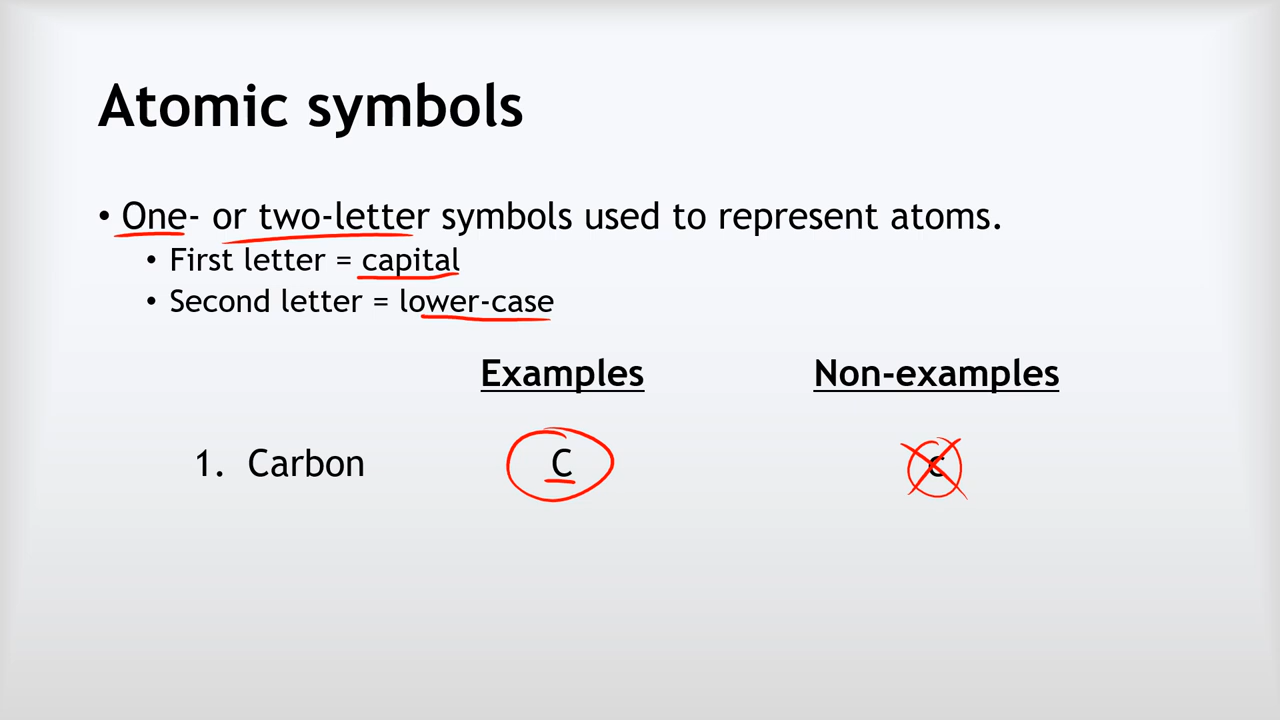 Atomic symbols
• One- or two-letter symbols used to represent atoms.
• First letter = capital
• Second letter = lower-case
Examples Non-examples
1. Carbon C c